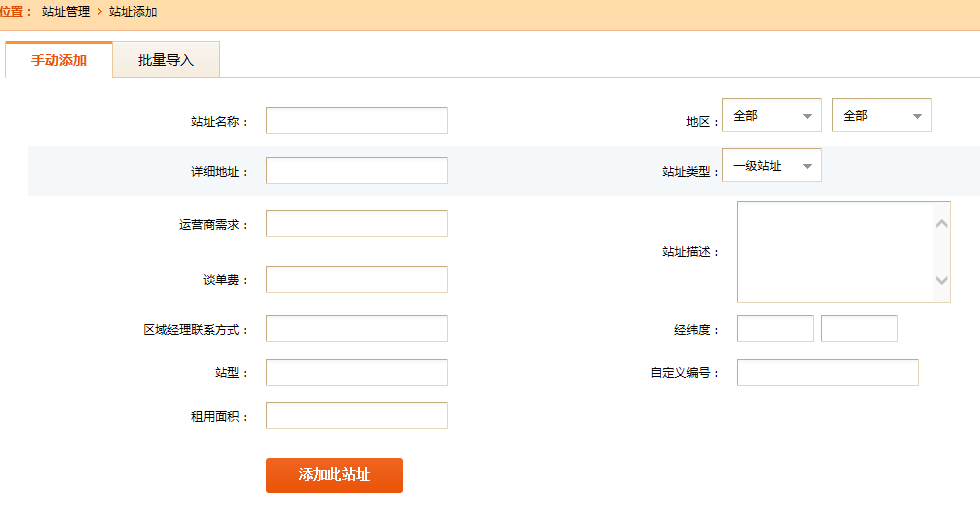 位置： 站址管理 > 站址添加
手动添加 批量导入
站址名称： 地区： 全部 全部
详细地址： 站址类型： 一级站址
运营商需求：
站址描述：
谈单费：
区域经理联系方式： 经纬度：
站型： 自定义编号：
租用面积：
添加此站址